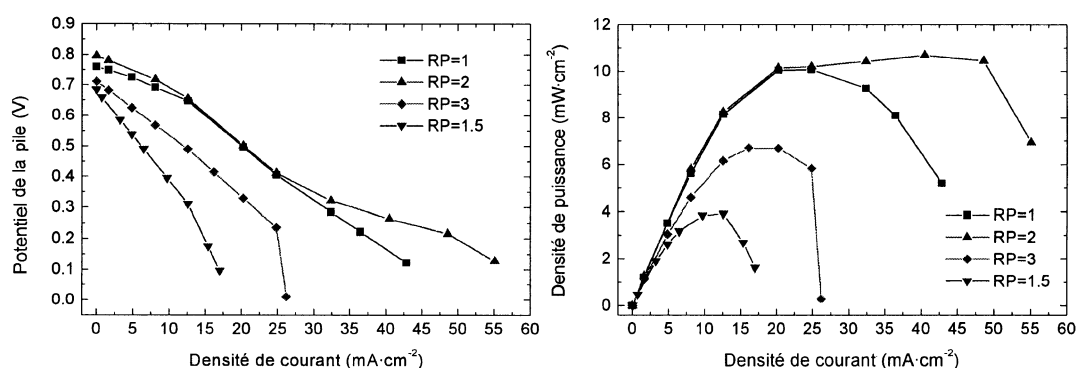 0.9
0.8
0.7
0.6
0.5
0.4
0.3
0.2
0.1
0.0
Potentiel de la pile (V)
RP=1
RP=2
RP=3
RP=1.5
0 5 10 15 20 25 30 35 40 45 50 55 60
Densité de courant (mA·cm-2)
12
10
8
6
4
2
0
Densité de puissance (mW·cm-2)
RP=1
RP=2
RP=3
RP=1.5
0 5 10 15 20 25 30 35 40 45 50 55 60
Densité de courant (mA·cm-2)